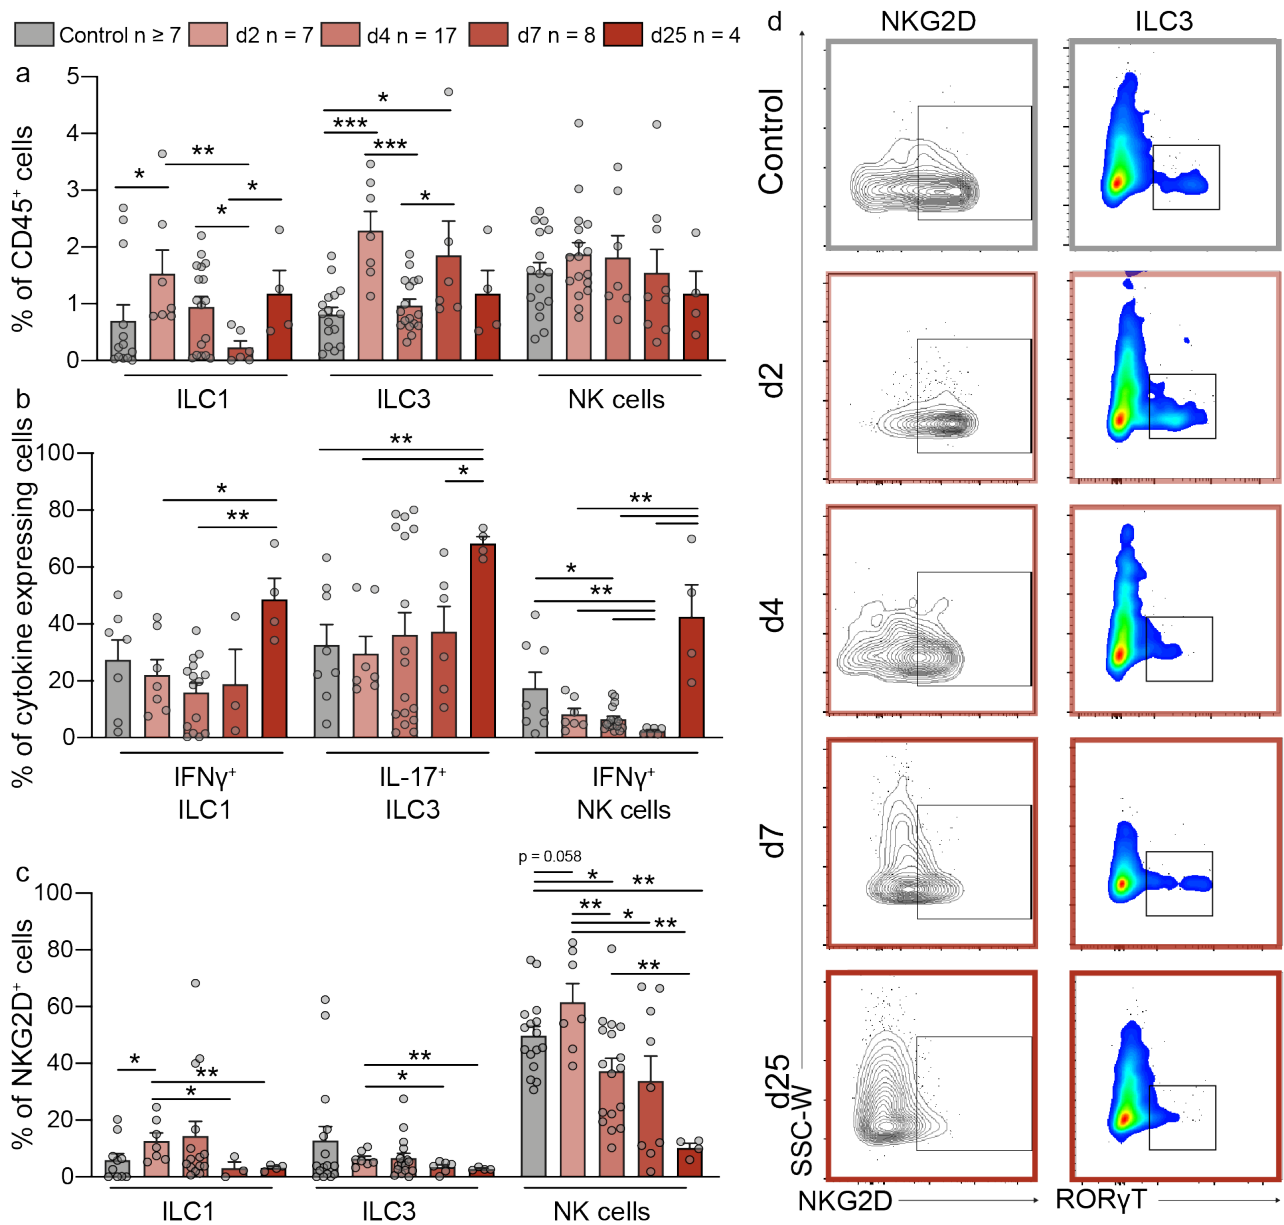 Control n ≥ 7 d2 n = 7 d4 n = 17 d7 n = 8 d25 n = 4
a
% of CD45⁺ cells
5
4
3
2
1
0
* ** * * * *** *** *
ILC1 ILC3 NK cells
b
% of cytokine expressing cells
100
80
60
40
20
0
* ** ** * * ** **
IFNγ⁺ IL-17⁺ IFNγ⁺
ILC1 ILC3 NK cells
c
% of NKG2D⁺ cells
100
80
60
40
20
0
p = 0.058
* ** * ** * * ** ** * ** **
ILC1 ILC3 NK cells
d
NKG2D ILC3
Control
d2
d4
d7
d25
SSC-W
NKG2D RORγT